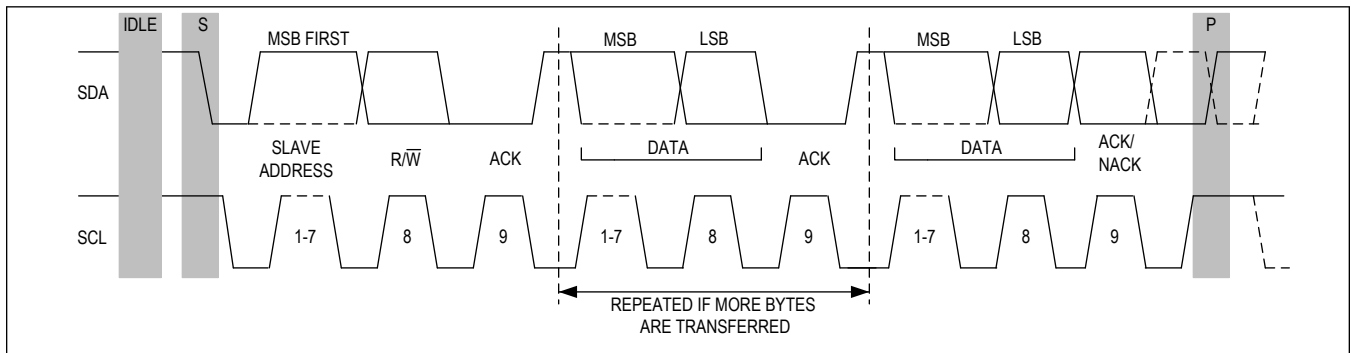 IDLE
S
P
MSB FIRST
MSB
LSB
MSB
LSB
SDA
SLAVE
ADDRESS
R/W̅
ACK
DATA
ACK
DATA
ACK/
NACK
SCL
1-7
8
9
1-7
8
9
1-7
8
9
REPEATED IF MORE BYTES
ARE TRANSFERRED